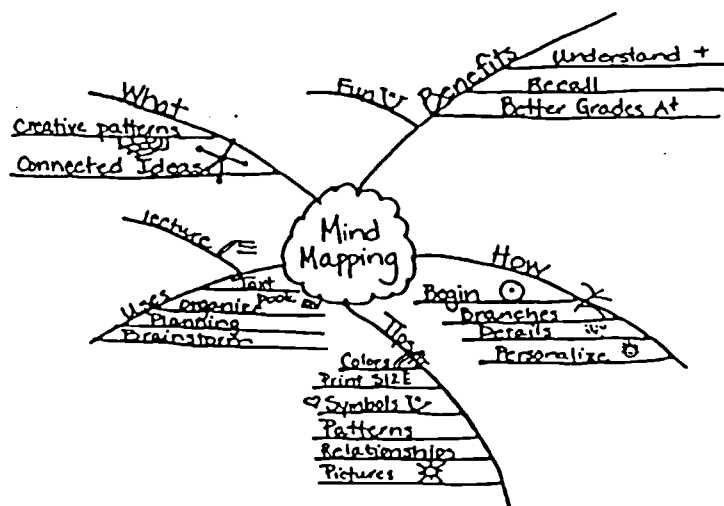 Mind
Mapping
What
Creative patterns
Connected Ideas
Fun
Benefits
Understand +
Recall
Better Grades A+
How
Begin
Branches
Details
Personalize
Tips
Colors
Print SIZE
Symbols
Patterns
Relationships
Pictures
Uses
lecture
Text
book
Organize
Planning
Brainstorm